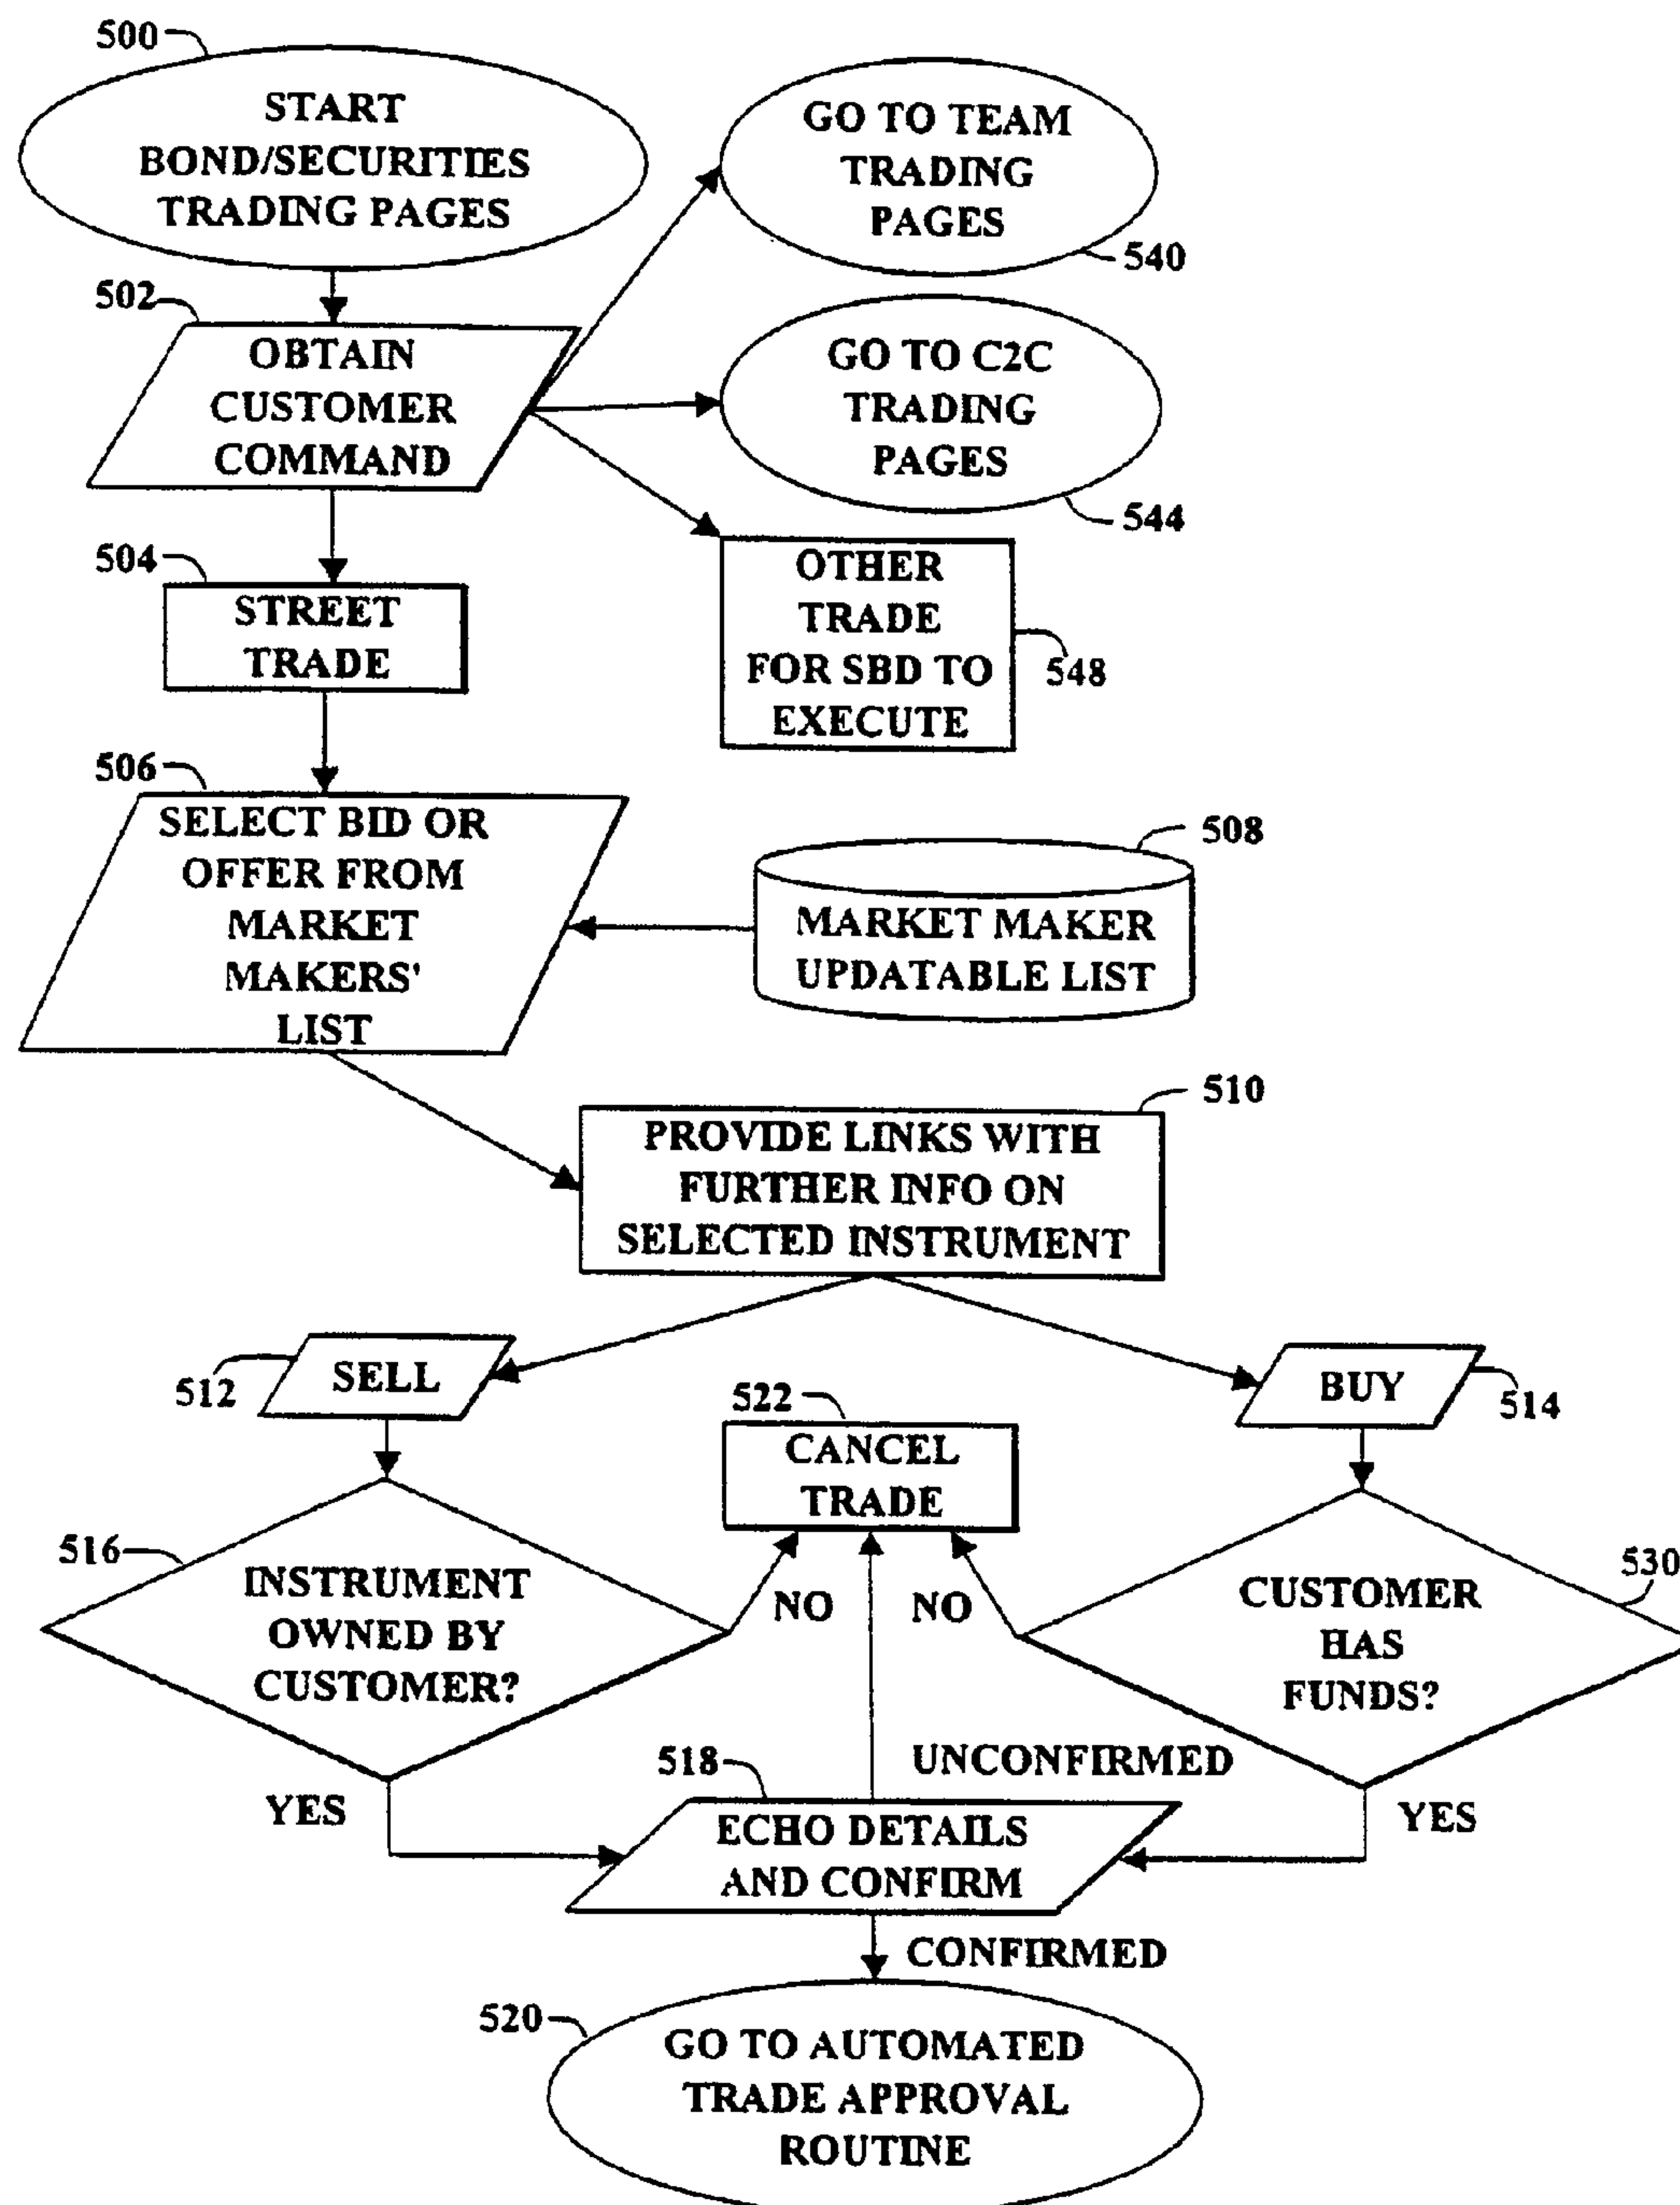 500
START
BOND/SECURITIES
TRADING PAGES
GO TO TEAM
TRADING
PAGES
540
502
OBTAIN
CUSTOMER
COMMAND
GO TO C2C
TRADING
PAGES
544
504
STREET
TRADE
OTHER
TRADE
FOR SBD TO
EXECUTE
548
506
SELECT BID OR
OFFER FROM
MARKET
MAKERS'
LIST
508
MARKET MAKER
UPDATABLE LIST
510
PROVIDE LINKS WITH
FURTHER INFO ON
SELECTED INSTRUMENT
512
SELL
BUY
514
522
CANCEL
TRADE
516
INSTRUMENT
OWNED BY
CUSTOMER?
NO
NO
530
CUSTOMER
HAS
FUNDS?
YES
518
UNCONFIRMED
YES
ECHO DETAILS
AND CONFIRM
CONFIRMED
520
GO TO AUTOMATED
TRADE APPROVAL
ROUTINE